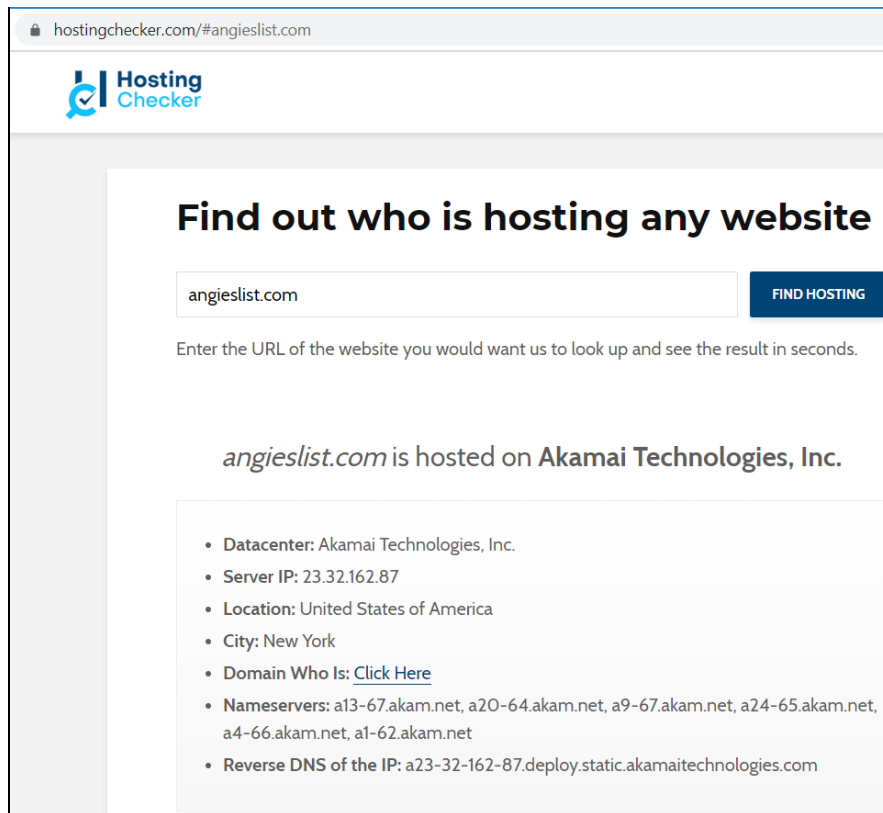 hostingchecker.com/#angieslist.com
Hosting
Checker
Find out who is hosting any website
angieslist.com
FIND HOSTING
Enter the URL of the website you would want us to look up and see the result in seconds.
angieslist.com is hosted on Akamai Technologies, Inc.
• Datacenter: Akamai Technologies, Inc.
• Server IP: 23.32.162.87
• Location: United States of America
• City: New York
• Domain Who Is: Click Here
• Nameservers: a13-67.akam.net, a20-64.akam.net, a9-67.akam.net, a24-65.akam.net,
a4-66.akam.net, a1-62.akam.net
• Reverse DNS of the IP: a23-32-162-87.deploy.static.akamaitechnologies.com